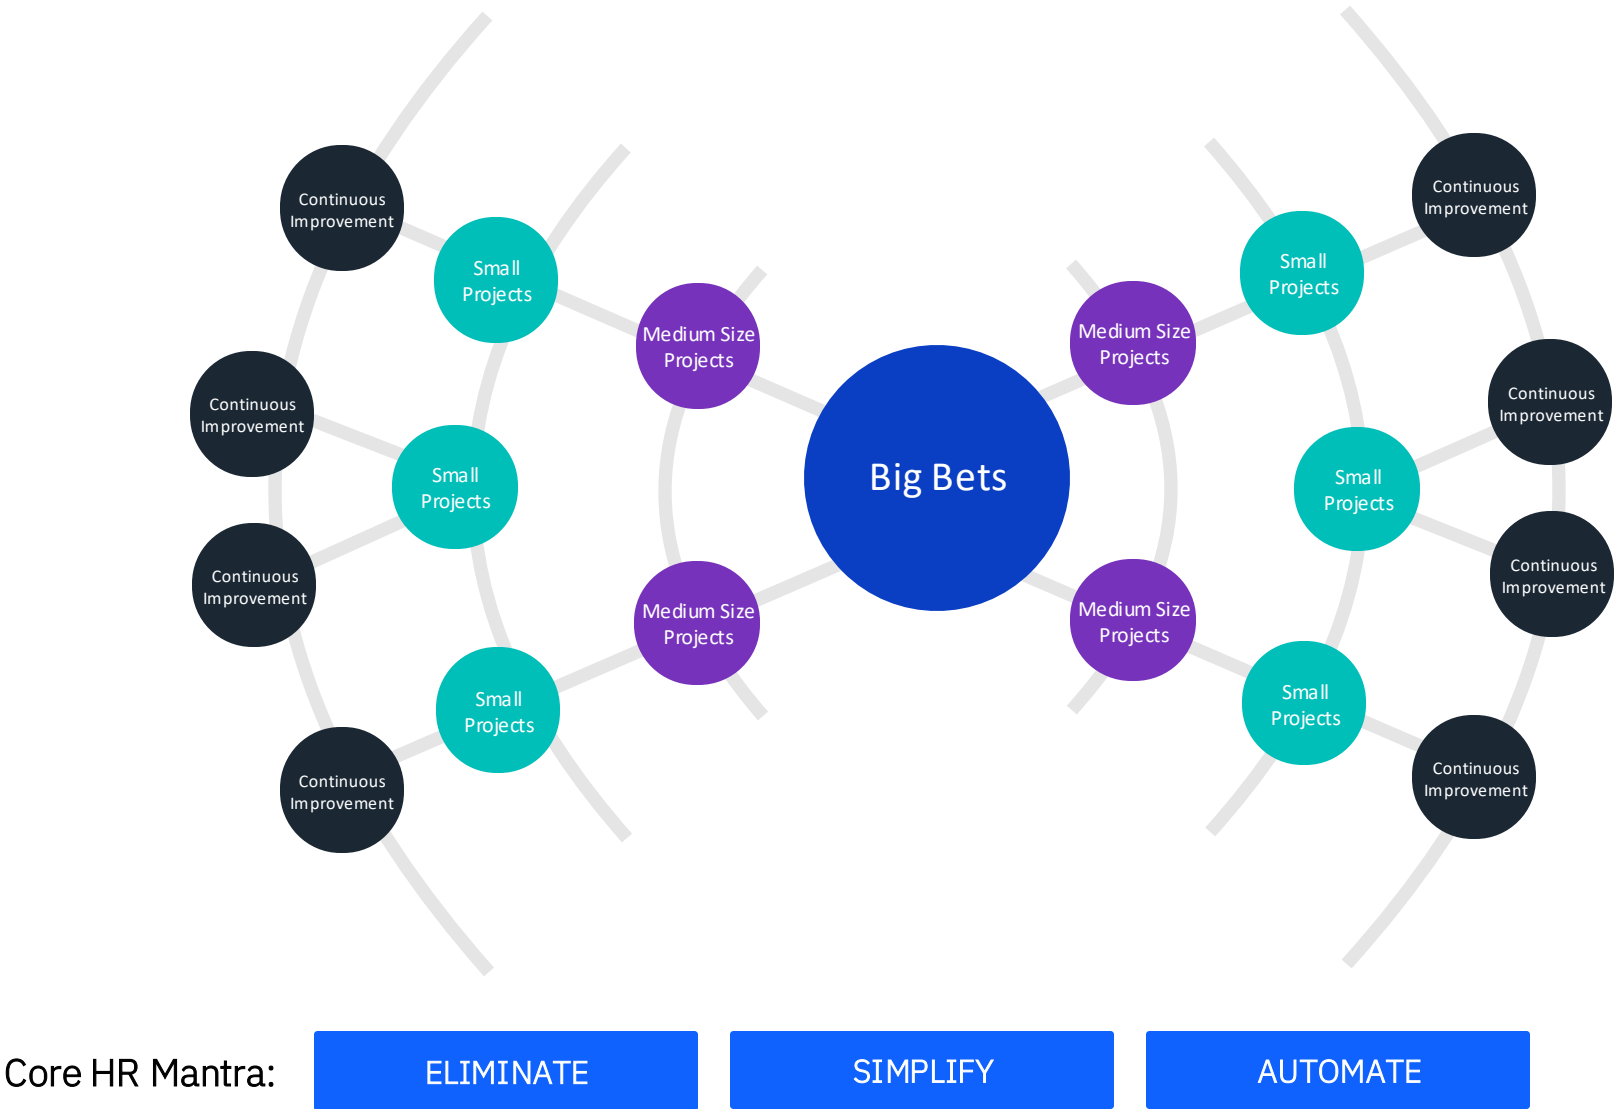 Continuous
Improvement
Small
Projects
Medium Size
Projects
Continuous
Improvement
Small
Projects
Continuous
Improvement
Medium Size
Projects
Small
Projects
Continuous
Improvement
Big Bets
Medium Size
Projects
Small
Projects
Continuous
Improvement
Continuous
Improvement
Small
Projects
Continuous
Improvement
Medium Size
Projects
Small
Projects
Continuous
Improvement
Core HR Mantra:
ELIMINATE
SIMPLIFY
AUTOMATE